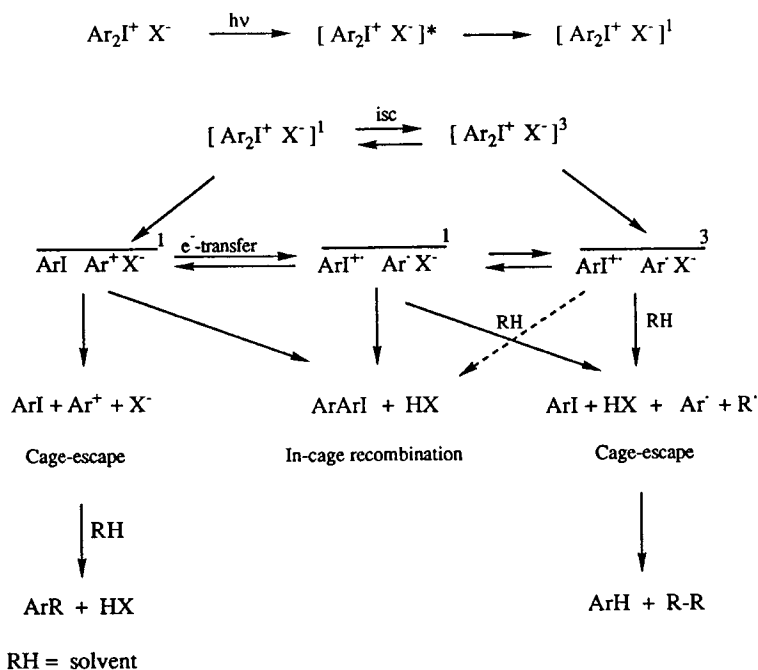 Ar₂I⁺ X⁻ hν [ Ar₂I⁺ X⁻ ]* [ Ar₂I⁺ X⁻ ]¹
[ Ar₂I⁺ X⁻ ]¹ isc [ Ar₂I⁺ X⁻ ]³
ArI Ar⁺ X⁻ ¹ e⁻-transfer ArI⁺· Ar· X⁻ ¹ ArI⁺· Ar· X⁻ ³
RH RH
ArI + Ar⁺ + X⁻ ArArI + HX ArI + HX + Ar· + R·
Cage-escape In-cage recombination Cage-escape
RH
ArR + HX ArH + R-R
RH = solvent